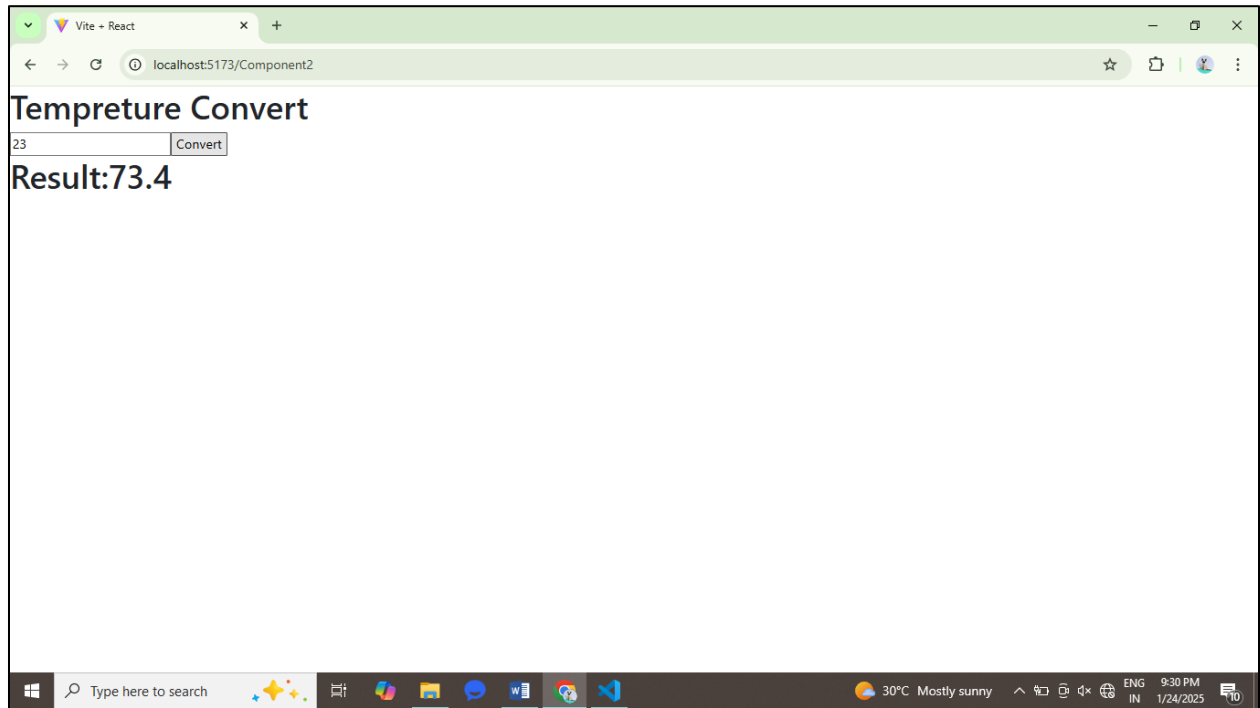 Vite + React
localhost:5173/Component2
Tempreture Convert
23 Convert
Result:73.4
Type here to search 30°C Mostly sunny ENG 9:30 PM
IN 1/24/2025 10